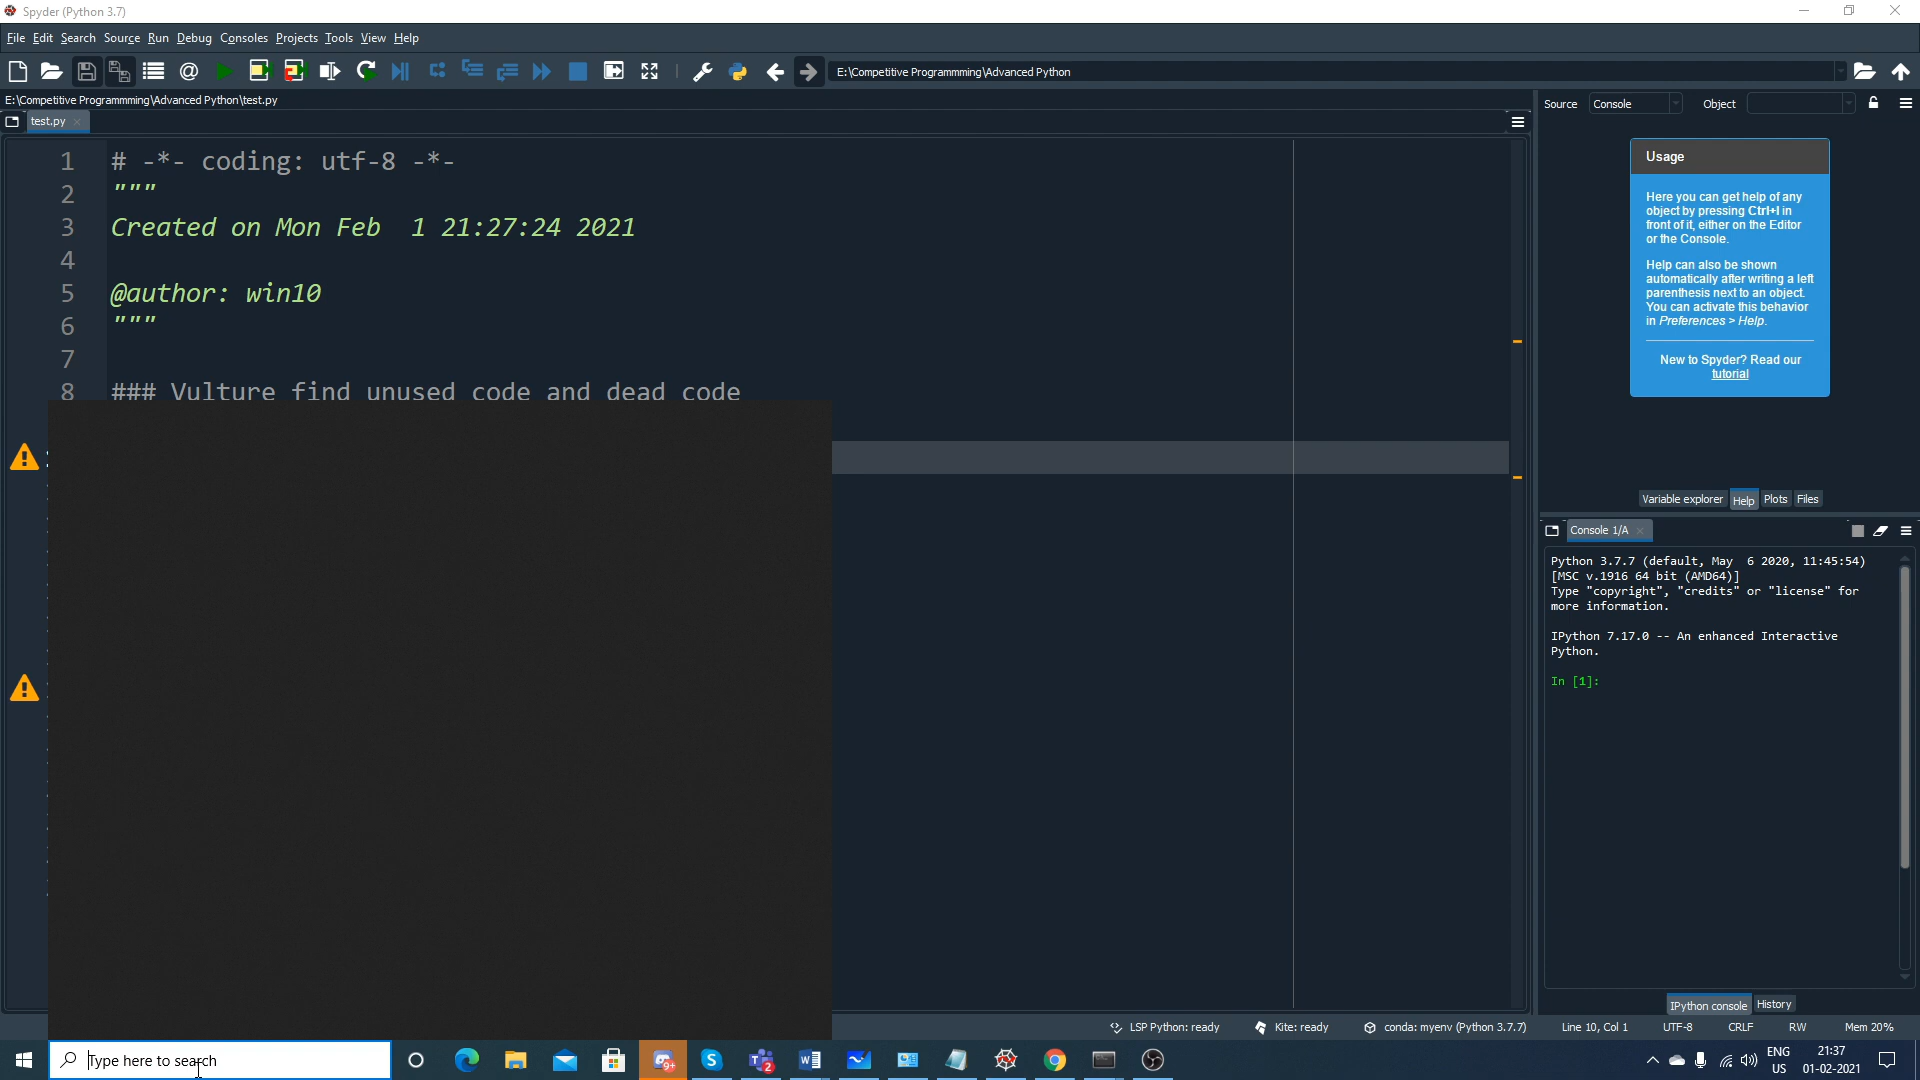 Spyder (Python 3.7)
File Edit Search Source Run Debug Consoles Projects Tools View Help
E:\Competitive Programmming\Advanced Python
E:\Competitive Programmming\Advanced Python\test.py
test.py
1 # -*- coding: utf-8 -*-
2 """
3 Created on Mon Feb  1 21:27:24 2021
4
5 @author: win10
6 """
7
8 ### Vulture find unused code and dead code
Source Console Object
Usage
Here you can get help of any
object by pressing Ctrl+I in
front of it, either on the Editor
or the Console.
Help can also be shown
automatically after writing a left
parenthesis next to an object.
You can activate this behavior
in Preferences > Help.
New to Spyder? Read our
tutorial
Variable explorer Help Plots Files
Console 1/A
Python 3.7.7 (default, May  6 2020, 11:45:54)
[MSC v.1916 64 bit (AMD64)]
Type "copyright", "credits" or "license" for
more information.
IPython 7.17.0 -- An enhanced Interactive
Python.
In [1]:
IPython console History
LSP Python: ready Kite: ready conda: myenv (Python 3.7.7) Line 10, Col 1 UTF-8 CRLF RW Mem 20%
Type here to search
9+
2
ENG
US
21:37
01-02-2021